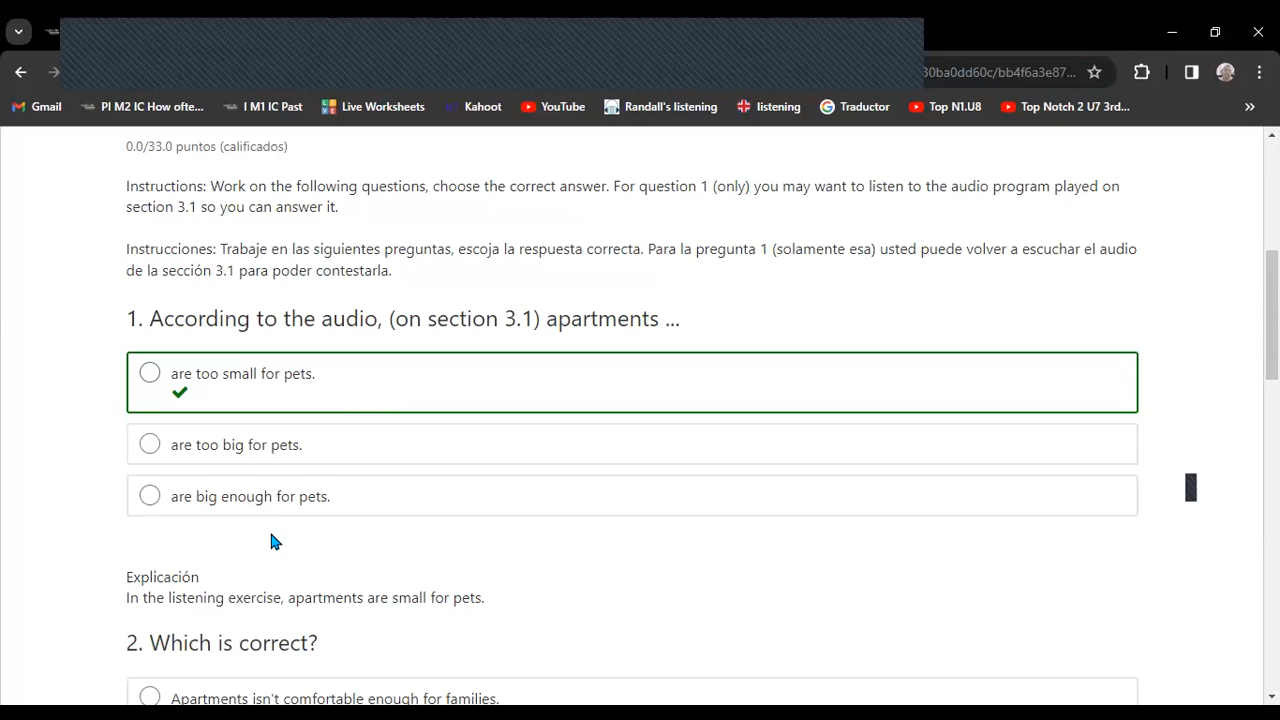 30ba0dd60c/bb4f6a3e87...
Gmail PI M2 IC How ofte... I M1 IC Past Live Worksheets Kahoot YouTube Randall's listening listening Traductor Top N1.U8 Top Notch 2 U7 3rd... »
0.0/33.0 puntos (calificados)
Instructions: Work on the following questions, choose the correct answer. For question 1 (only) you may want to listen to the audio program played on
section 3.1 so you can answer it.
Instrucciones: Trabaje en las siguientes preguntas, escoja la respuesta correcta. Para la pregunta 1 (solamente esa) usted puede volver a escuchar el audio
de la sección 3.1 para poder contestarla.
1. According to the audio, (on section 3.1) apartments ...
are too small for pets.
are too big for pets.
are big enough for pets.
Explicación
In the listening exercise, apartments are small for pets.
2. Which is correct?
Apartments isn't comfortable enough for families.